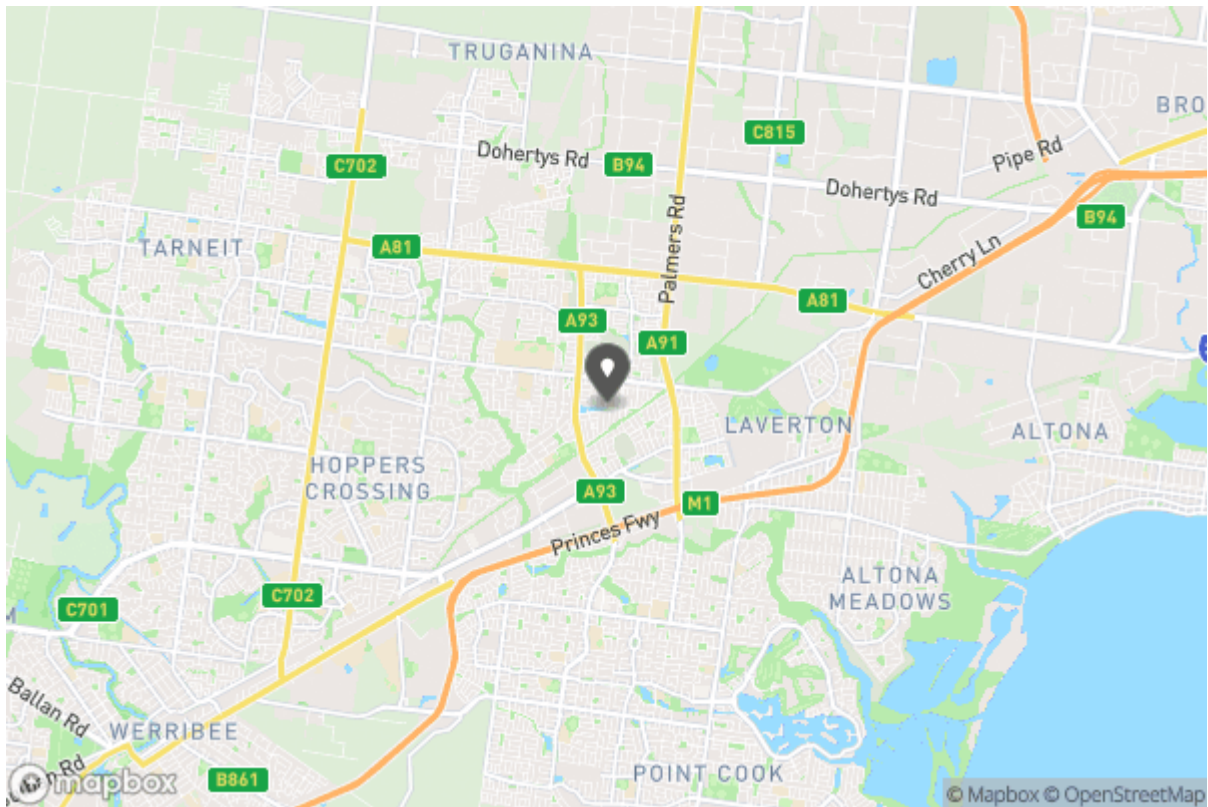 TRUGANINA
C815
BRO
Dohertys Rd
B94
Pipe Rd
C702
Dohertys Rd
B94
TARNEIT
A81
Palmers Rd
Cherry Ln
A81
A93
A91
LAVERTON
ALTONA
HOPPERS
CROSSING
A93
M1
Princes Fwy
ALTONA
MEADOWS
C701
C702
M
Ballan Rd
WERRIBEE
Rd
B861
POINT COOK
mapbox
© Mapbox © OpenStreetMap